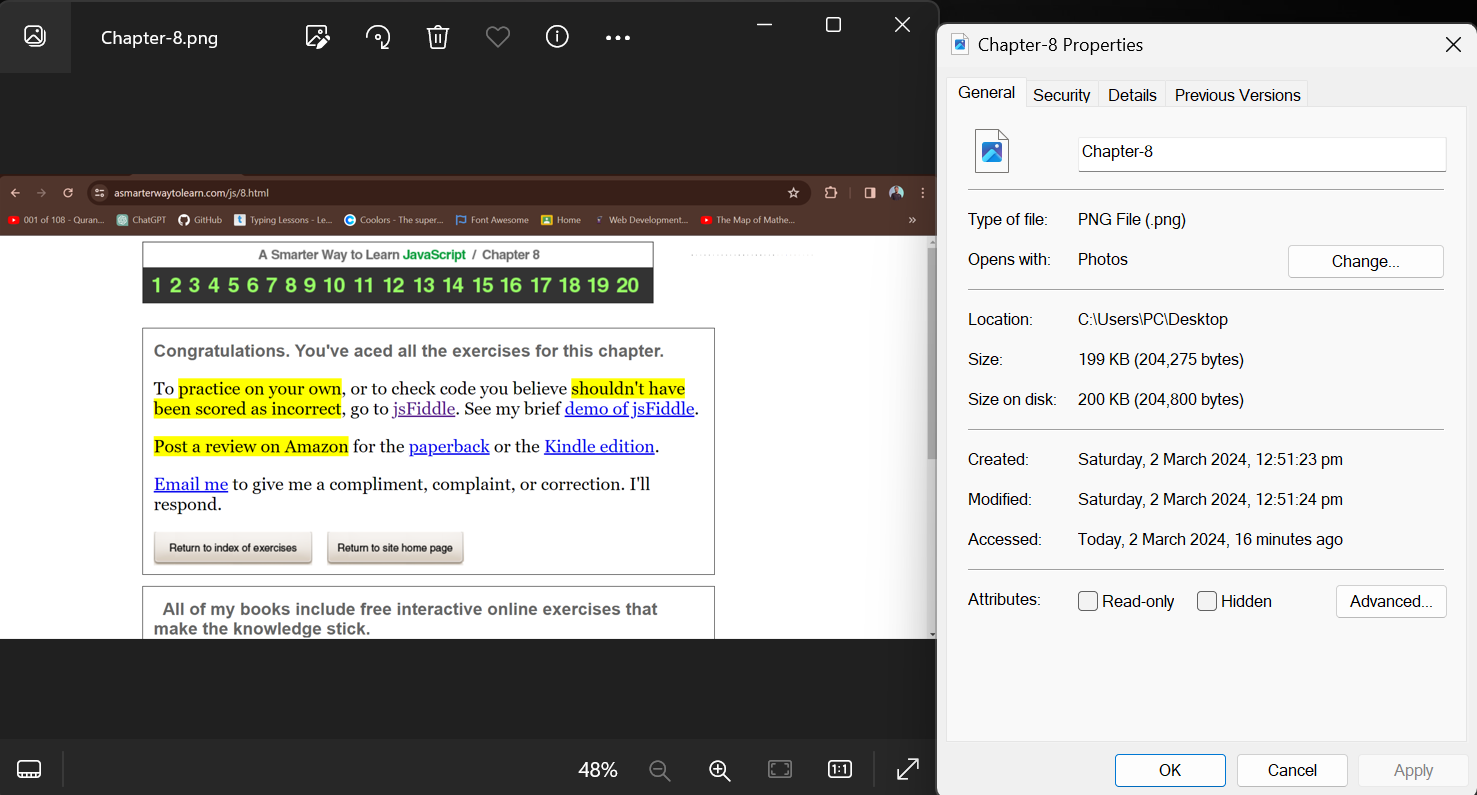 Chapter-8.png
asmarterwaytolearn.com/js/8.html
001 of 108 - Quran... ChatGPT GitHub Typing Lessons - Le... Coolors - The super... Font Awesome Home Web Development... The Map of Mathe... »
A Smarter Way to Learn JavaScript / Chapter 8
1 2 3 4 5 6 7 8 9 10 11 12 13 14 15 16 17 18 19 20
Congratulations. You've aced all the exercises for this chapter.
To practice on your own, or to check code you believe shouldn't have
been scored as incorrect, go to jsFiddle. See my brief demo of jsFiddle.
Post a review on Amazon for the paperback or the Kindle edition.
Email me to give me a compliment, complaint, or correction. I'll
respond.
Return to index of exercises Return to site home page
All of my books include free interactive online exercises that
make the knowledge stick.
48% 1:1
Chapter-8 Properties
General Security Details Previous Versions
Chapter-8
Type of file: PNG File (.png)
Opens with: Photos Change...
Location: C:\Users\PC\Desktop
Size: 199 KB (204,275 bytes)
Size on disk: 200 KB (204,800 bytes)
Created: Saturday, 2 March 2024, 12:51:23 pm
Modified: Saturday, 2 March 2024, 12:51:24 pm
Accessed: Today, 2 March 2024, 16 minutes ago
Attributes: Read-only Hidden Advanced...
OK Cancel Apply